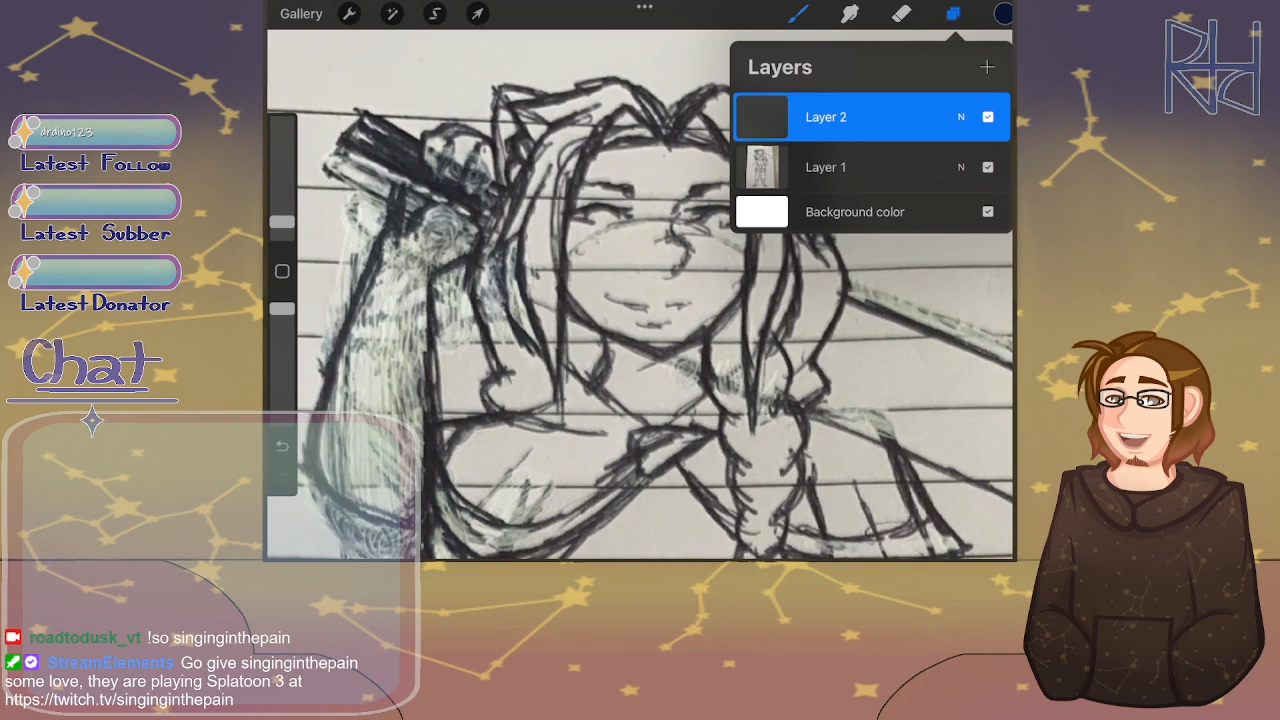 Gallery
Layers
Layer 2 N
Layer 1 N
Background color
drdino123
Latest Follow
Latest Subber
Latest Donator
Chat
roadtodusk_vt !so singinginthepain
StreamElements Go give singinginthepain
some love, they are playing Splatoon 3 at
https://twitch.tv/singinginthepain